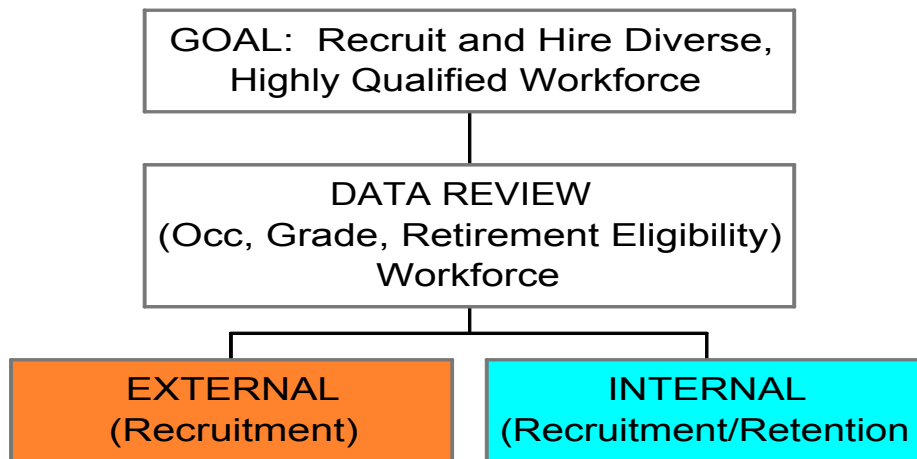 GOAL:  Recruit and Hire Diverse,
Highly Qualified Workforce
DATA REVIEW
(Occ, Grade, Retirement Eligibility)
Workforce
EXTERNAL
(Recruitment)
INTERNAL
(Recruitment/Retention